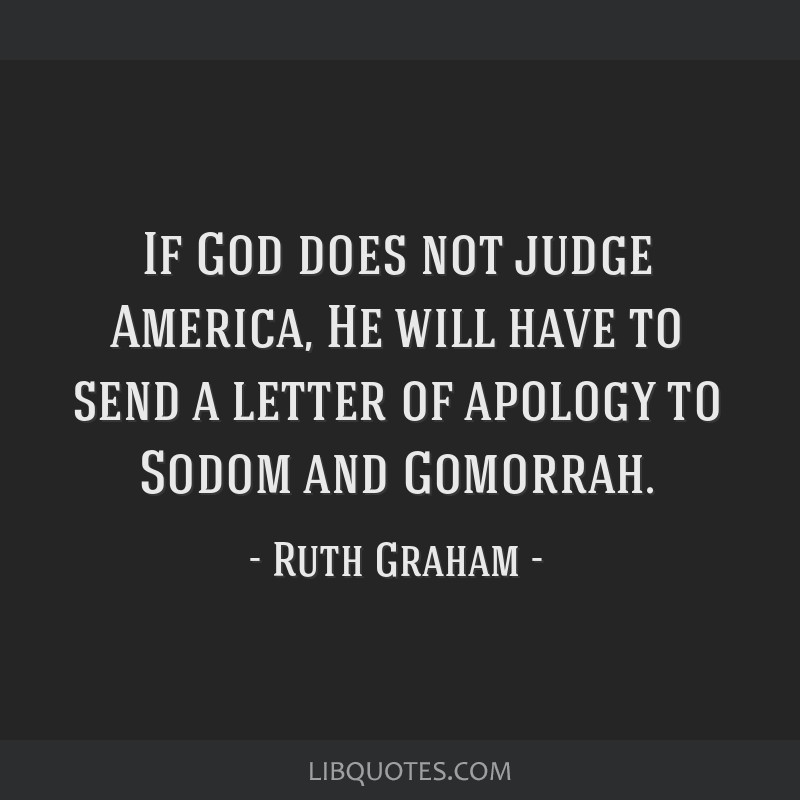 If God does not judge
America, He will have to
send a letter of apology to
Sodom and Gomorrah.
- Ruth Graham -
LIBQUOTES.COM